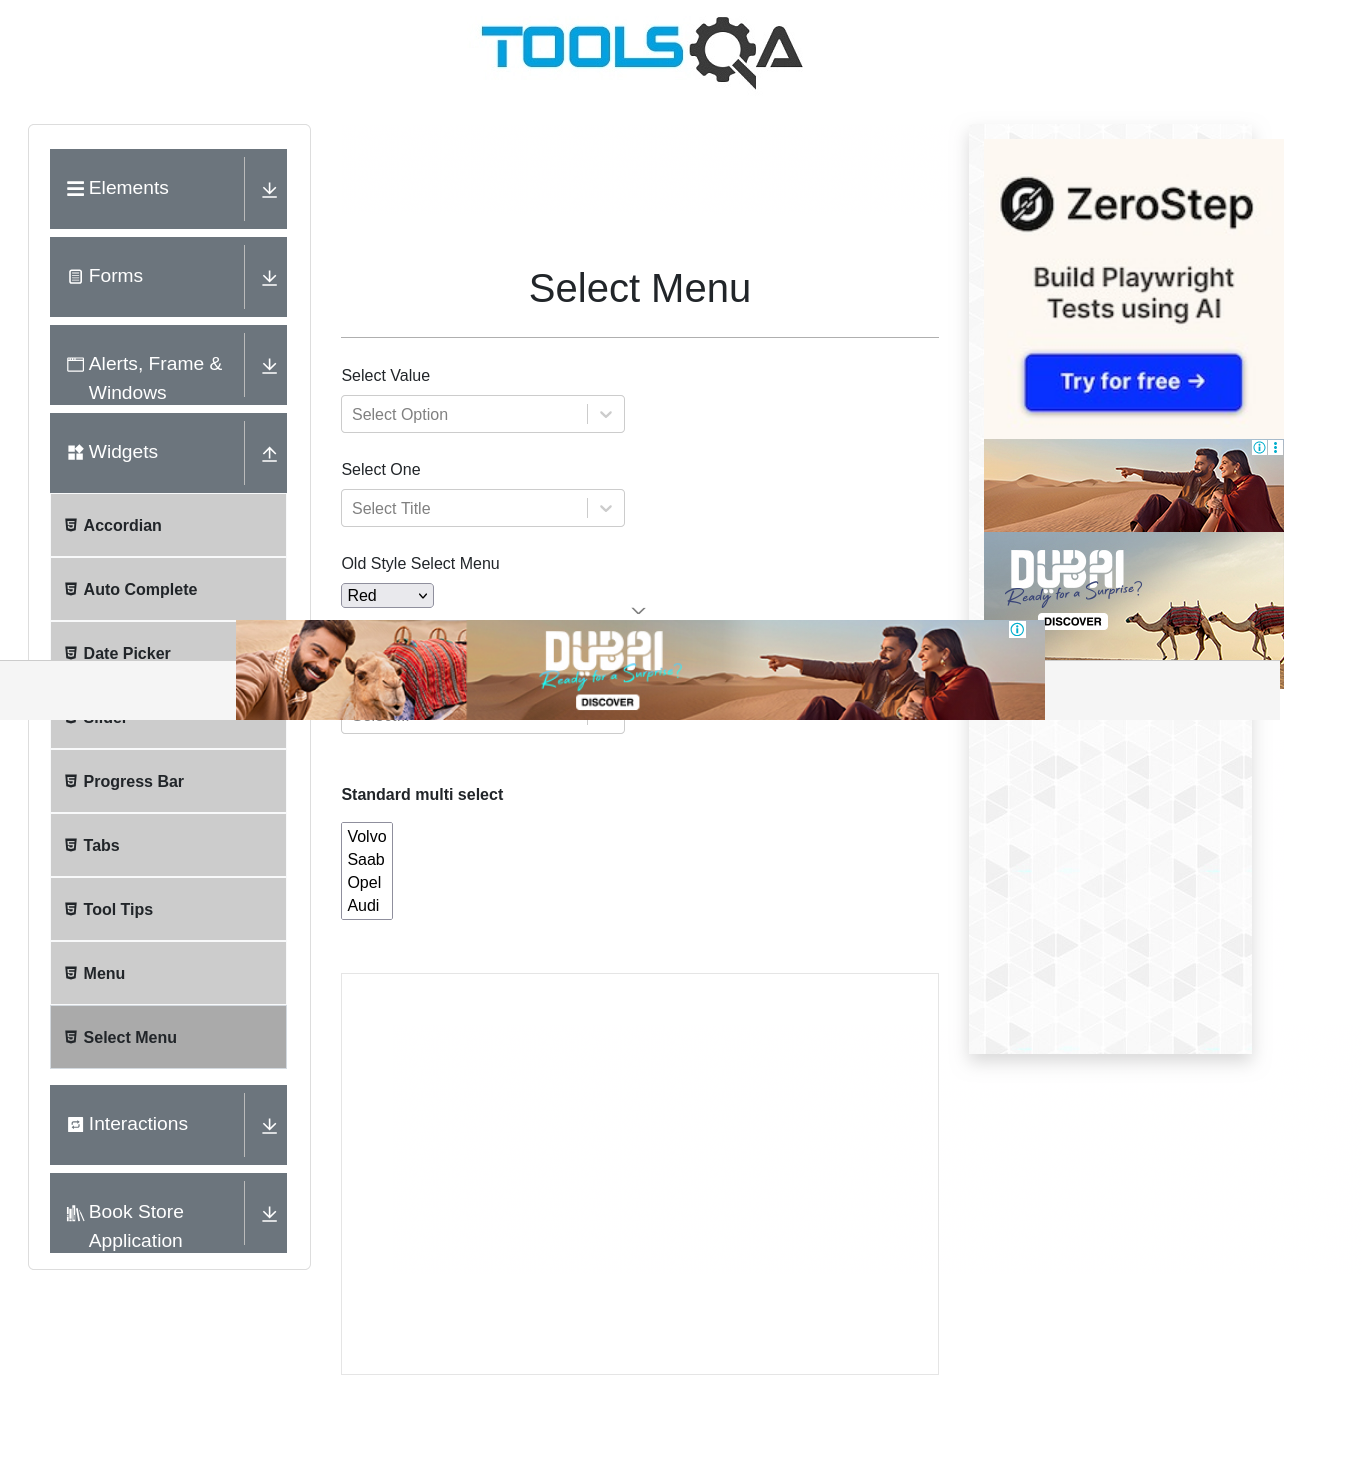 TOOLSQA
Elements
Forms
Alerts, Frame &
Windows
Widgets
Accordian
Auto Complete
Date Picker
Progress Bar
Tabs
Tool Tips
Menu
Select Menu
Interactions
Book Store
Application
Select Menu
Select Value
Select Option
Select One
Select Title
Old Style Select Menu
Red
Standard multi select
Volvo
Saab
Opel
Audi
ZeroStep
Build Playwright
Tests using AI
Try for free →
DUBAI
Ready for a Surprise?
DISCOVER
DUBAI
Ready for a Surprise?
DISCOVER